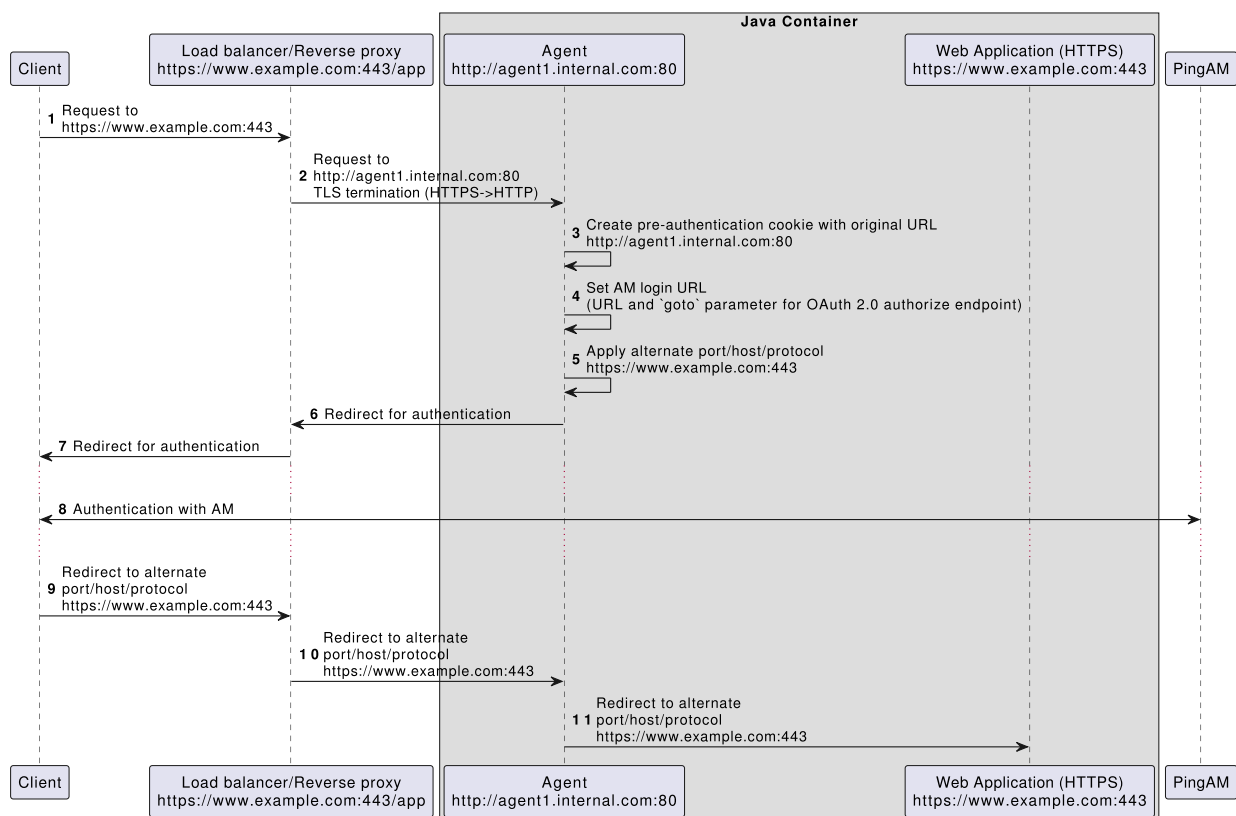 Java Container
Client
Load balancer/Reverse proxy
https://www.example.com:443/app
Agent
http://agent1.internal.com:80
Web Application (HTTPS)
https://www.example.com:443
PingAM
1 Request to
https://www.example.com:443
2 Request to
http://agent1.internal.com:80
TLS termination (HTTPS->HTTP)
3 Create pre-authentication cookie with original URL
http://agent1.internal.com:80
4 Set AM login URL
(URL and `goto` parameter for OAuth 2.0 authorize endpoint)
5 Apply alternate port/host/protocol
https://www.example.com:443
6 Redirect for authentication
7 Redirect for authentication
8 Authentication with AM
Redirect to alternate
9 port/host/protocol
https://www.example.com:443
Redirect to alternate
10 port/host/protocol
https://www.example.com:443
Redirect to alternate
11 port/host/protocol
https://www.example.com:443
Client
Load balancer/Reverse proxy
https://www.example.com:443/app
Agent
http://agent1.internal.com:80
Web Application (HTTPS)
https://www.example.com:443
PingAM